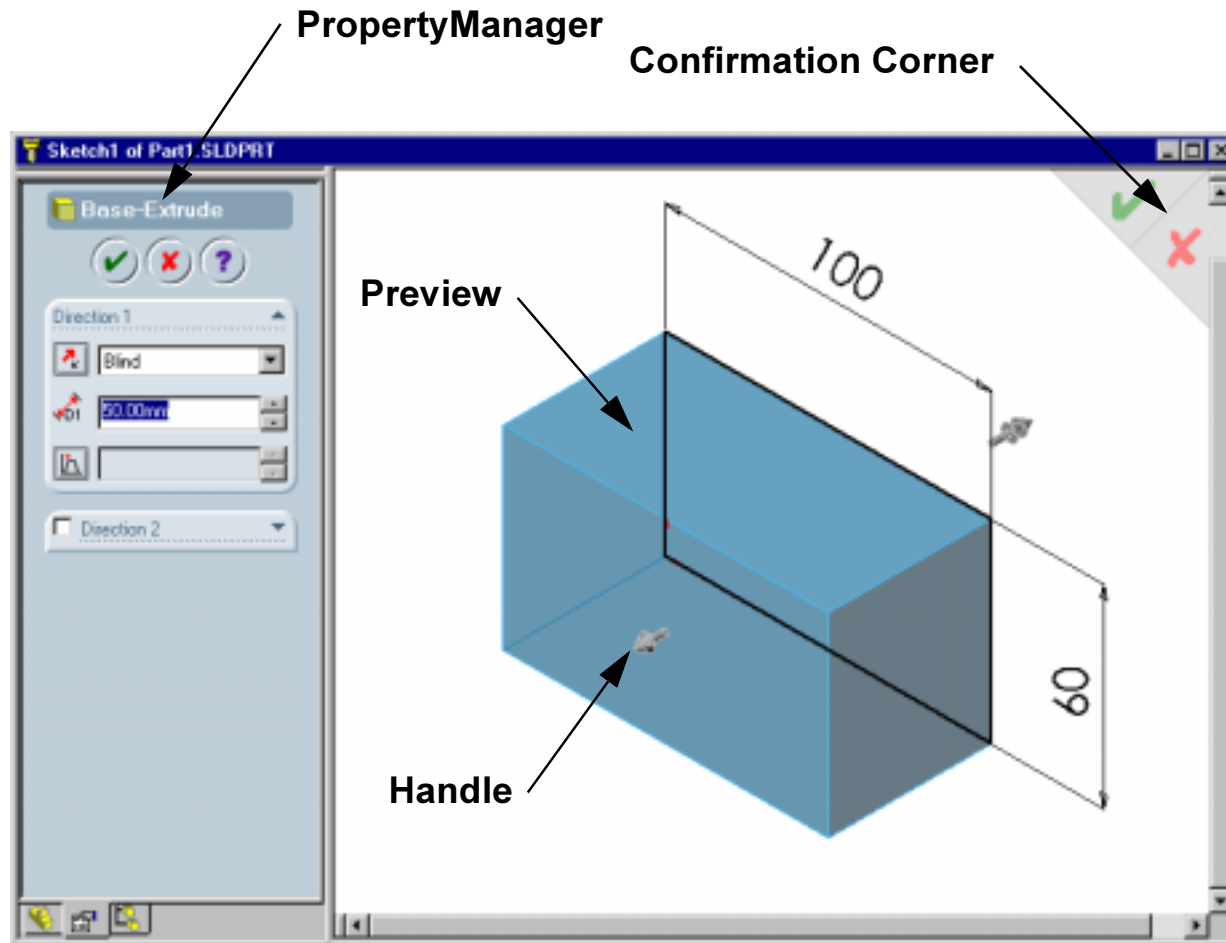 PropertyManager
Confirmation Corner
Sketch1 of Part1.SLDPRT
Base-Extrude
?
100
Preview
Direction 1
Blind
D1
50.00mm
Direction 2
60
Handle